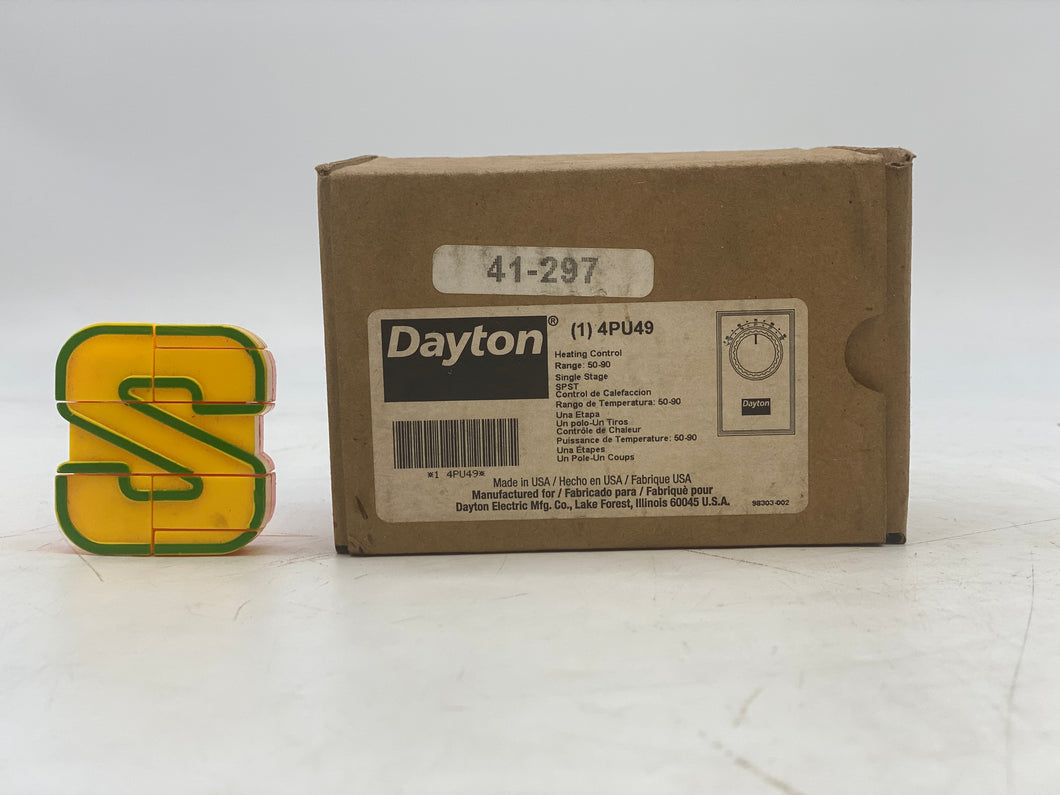 41-297
Dayton®
(1) 4PU49
Heating Control
Range: 50-90
Single Stage
SPST
Control de Calefaccion
Rango de Temperatura: 50-90
Una Etapa
Un polo-Un Tiros
Contrôle de Chaleur
Puissance de Temperature: 50-90
Una Étapes
Un Pole-Un Coups
*1 4PU49*
Dayton
Made in USA / Hecho en USA / Fabrique USA
Manufactured for / Fabricado para / Fabriquè pour
Dayton Electric Mfg. Co., Lake Forest, Illinois 60045 U.S.A.
98303-002
S